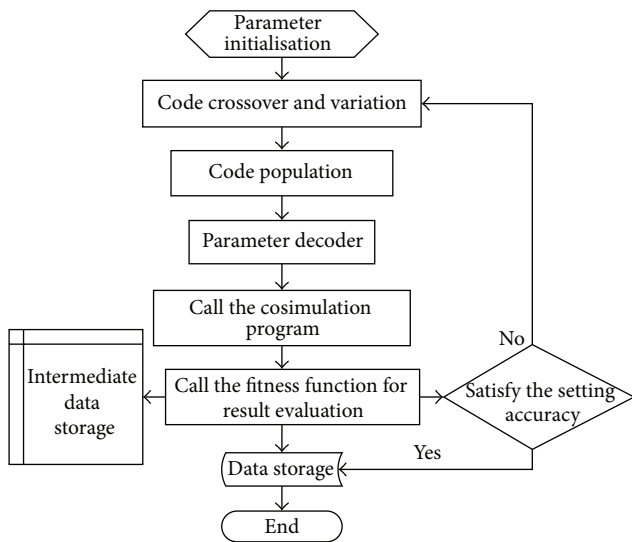 Parameter
initialisation
Code crossover and variation
Code population
Parameter decoder
Call the cosimulation
program
No
Intermediate
data
storage
Call the fitness function for
result evaluation
Satisfy the setting
accuracy
Yes
Data storage
End